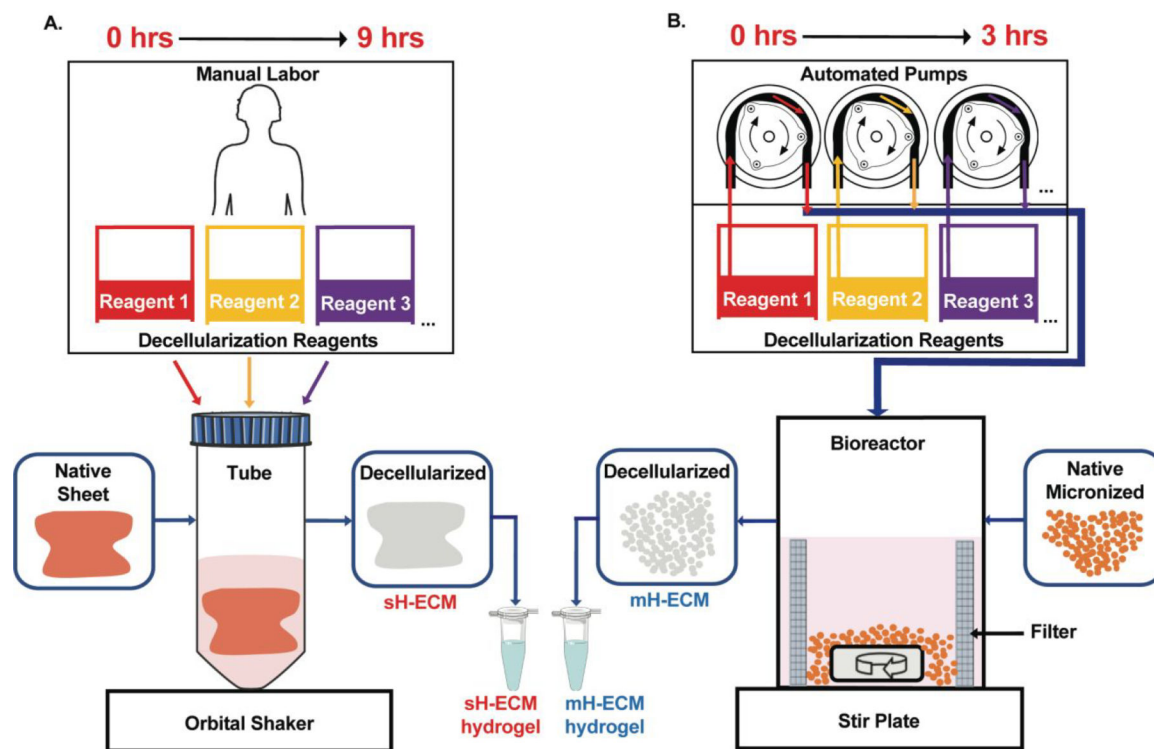 A.
0 hrs
9 hrs
Manual Labor
Reagent 1
Reagent 2
Reagent 3
...
Decellularization Reagents
Native
Sheet
Tube
Decellularized
sH-ECM
sH-ECM
hydrogel
Orbital Shaker
B.
0 hrs
3 hrs
Automated Pumps
...
Reagent 1
Reagent 2
Reagent 3
...
Decellularization Reagents
Bioreactor
Decellularized
mH-ECM
mH-ECM
hydrogel
Native
Micronized
Filter
Stir Plate